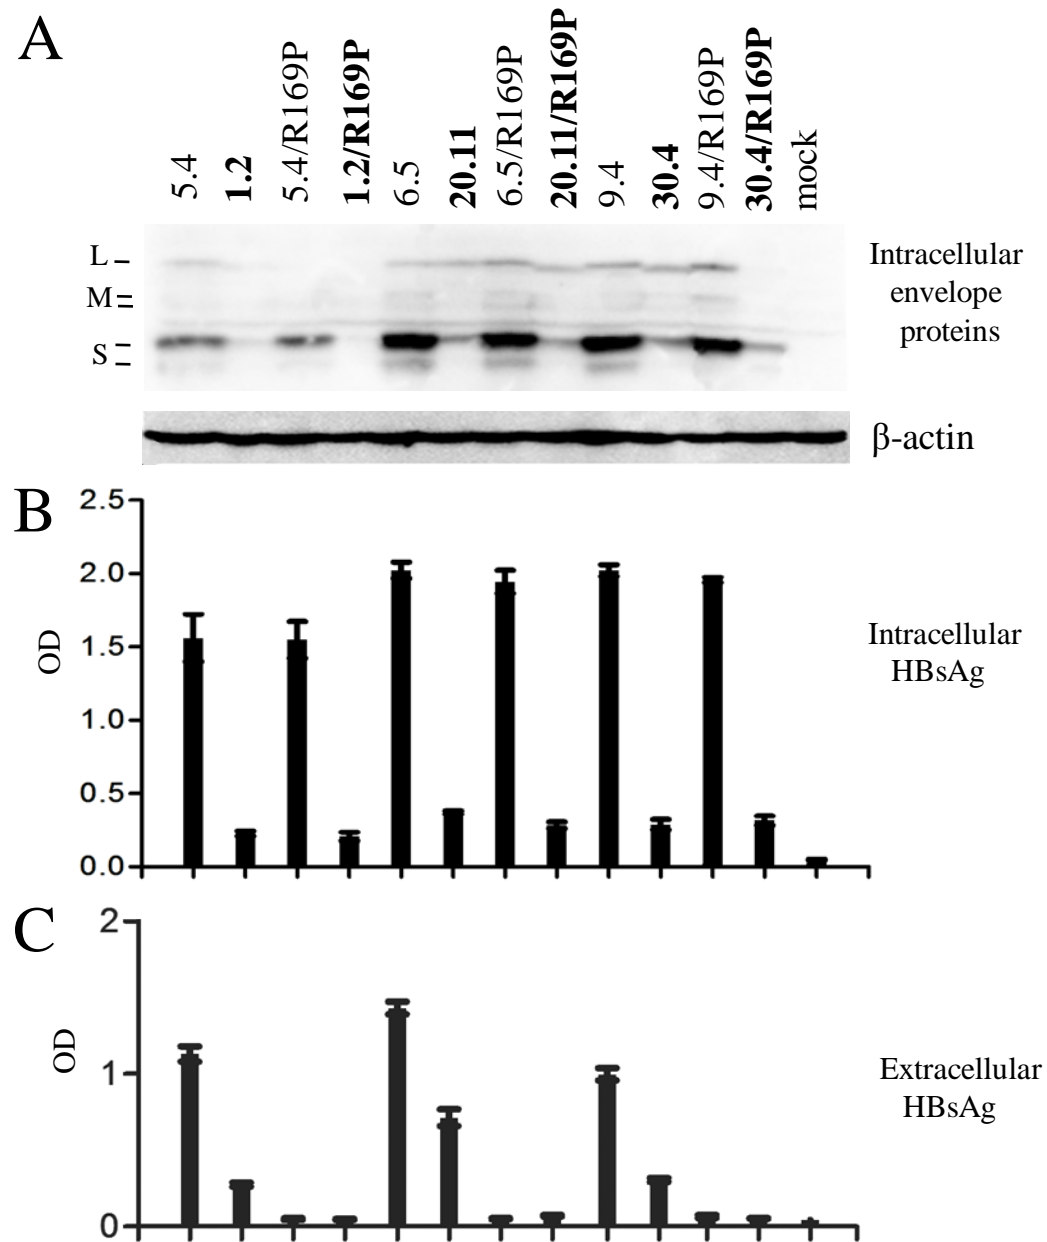 A
5.4
1.2
5.4/R169P
1.2/R169P
6.5
20.11
6.5/R169P
20.11/R169P
9.4
30.4
9.4/R169P
30.4/R169P
mock
L
M
S
Intracellular
envelope
proteins
β-actin
B
2.5
2.0
1.5
1.0
0.5
0.0
OD
Intracellular
HBsAg
C
2
1
0
OD
Extracellular
HBsAg